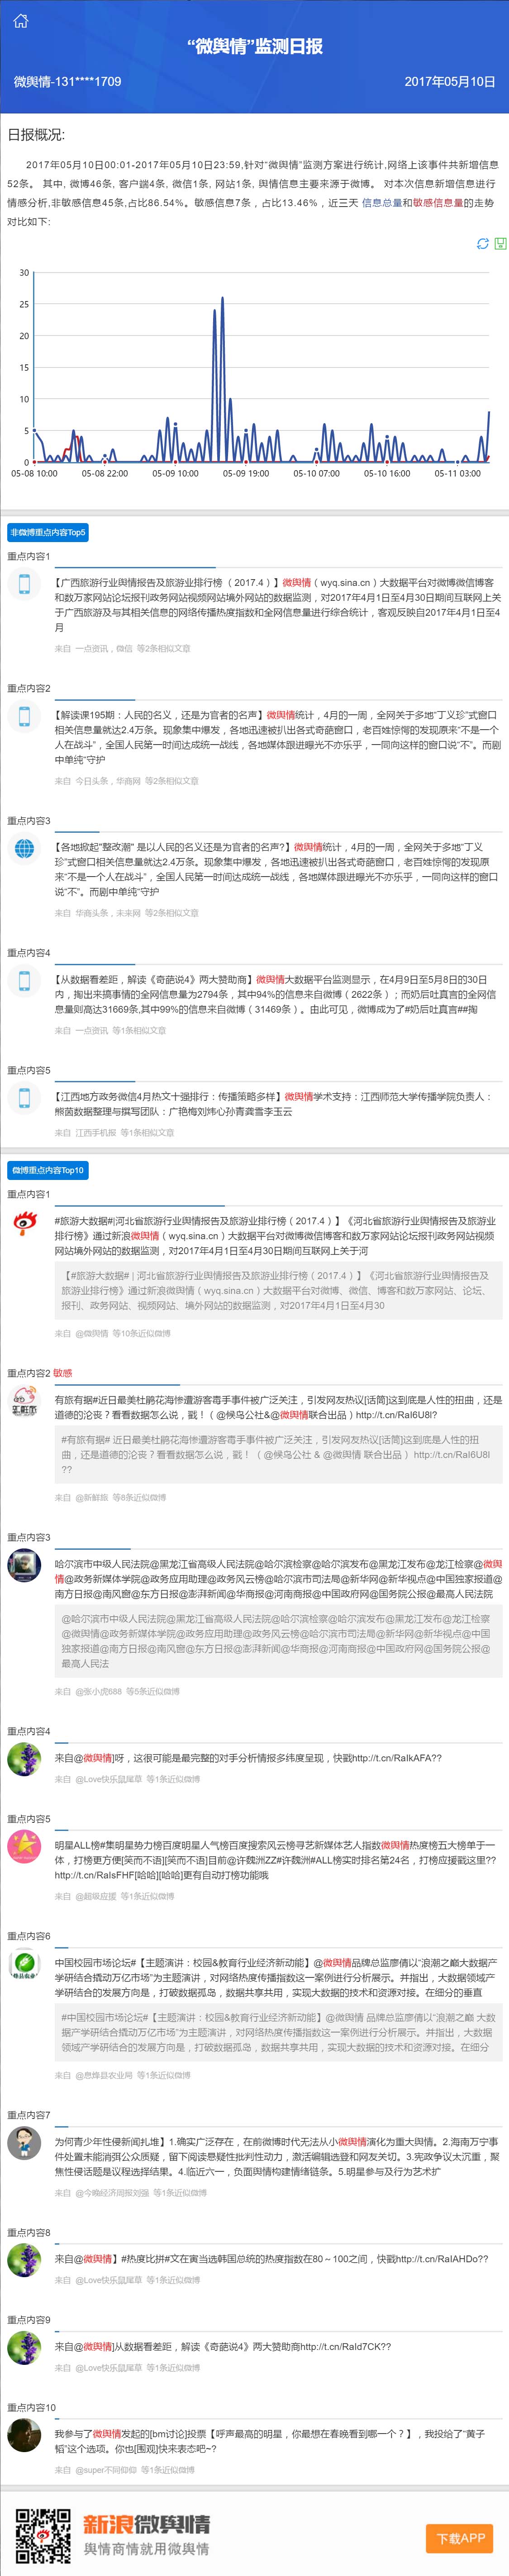 “微舆情”监测日报
微舆情-131****1709
2017年05月10日
日报概况:
2017年05月10日00:01-2017年05月10日23:59,针对“微舆情”监测方案进行统计,网络上该事件共新增信息
52条。 其中, 微博46条, 客户端4条, 微信1条, 网站1条, 舆情信息主要来源于微博。 对本次信息新增信息进行
情感分析,非敏感信息45条,占比86.54%。敏感信息7条，占比13.46%，近三天 信息总量和敏感信息量的走势
对比如下:
30
25
20
15
10
5
0
05-08 10:00
05-08 22:00
05-09 10:00
05-09 19:00
05-10 07:00
05-10 16:00
05-11 03:00
非微博重点内容Top5
重点内容1
【广西旅游行业舆情报告及旅游业排行榜 （2017.4 ）】微舆情（wyq.sina.cn）大数据平台对微博微信博客
和数万家网站论坛报刊政务网站视频网站境外网站的数据监测，对2017年4月1日至4月30日期间互联网上关
于广西旅游及与其相关信息的网络传播热度指数和全网信息量进行综合统计，客观反映自2017年4月1日至4
月
来自 一点资讯，微信 等2条相似文章
重点内容2
【解读课195期：人民的名义，还是为官者的名声】微舆情统计，4月的一周，全网关于多地“丁义珍”式窗口
相关信息量就达2.4万条。现象集中爆发，各地迅速被扒出各式奇葩窗口，老百姓惊愕的发现原来“不是一个
人在战斗”，全国人民第一时间达成统一战线，各地媒体跟进曝光不亦乐乎，一同向这样的窗口说“不”。而剧
中单纯“守护
来自 今日头条，华商网 等2条相似文章
重点内容3
【各地掀起“整改潮” 是以人民的名义还是为官者的名声?】微舆情统计，4月的一周，全网关于多地“丁义
珍”式窗口相关信息量就达2.4万条。现象集中爆发，各地迅速被扒出各式奇葩窗口，老百姓惊愕的发现原
来“不是一个人在战斗”，全国人民第一时间达成统一战线，各地媒体跟进曝光不亦乐乎，一同向这样的窗口
说“不”。而剧中单纯“守护
来自 华商头条，未来网 等2条相似文章
重点内容4
【从数据看差距，解读《奇葩说4》两大赞助商】微舆情大数据平台监测显示，在4月9日至5月8日的30日
内，掏出来搞事情的全网信息量为2794条，其中94%的信息来自微博（2622条）；而奶后吐真言的全网信
息量则高达31669条,其中99%的信息来自微博（31469条）。由此可见，微博成为了#奶后吐真言##掏
来自 一点资讯 等1条相似文章
重点内容5
【江西地方政务微信4月热文十强排行：传播策略多样】微舆情学术支持：江西师范大学传播学院负责人：
熊茵数据整理与撰写团队：广艳梅刘炜心孙青龚雪李玉云
来自 江西手机报 等1条相似文章
微博重点内容Top10
重点内容1
#旅游大数据#|河北省旅游行业舆情报告及旅游业排行榜（2017.4 ）】《河北省旅游行业舆情报告及旅游业
排行榜》通过新浪微舆情（wyq.sina.cn）大数据平台对微博微信博客和数万家网站论坛报刊政务网站视频网
站境外网站的数据监测，对2017年4月1日至4月30日期间互联网上关于河
【#旅游大数据# | 河北省旅游行业舆情报告及旅游业排行榜（2017.4 ）】《河北省旅游行业舆情报告及
旅游业排行榜》通过新浪微舆情（wyq.sina.cn）大数据平台对微博、微信、博客和数万家网站、论坛、
报刊、政务网站、视频网站、境外网站的数据监测，对2017年4月1日至4月30
来自 @微舆情 等10条近似微博
重点内容2 敏感
有旅有据#近日最美杜鹃花海惨遭游客毒手事件被广泛关注，引发网友热议[话筒]这到底是人性的扭曲，还是
道德的沦丧？看看数据怎么说，戳！（@候鸟公社&@微舆情联合出品）http://t.cn/RaI6U8l?
#有旅有据# 近日最美杜鹃花海惨遭游客毒手事件被广泛关注，引发网友热议[话筒]这到底是人性的扭
曲，还是道德的沦丧？看看数据怎么说，戳！（ @候鸟公社 & @微舆情 联合出品） http://t.cn/RaI6U8l
??
来自 @新鲜旅 等8条近似微博
重点内容3
哈尔滨市中级人民法院@黑龙江省高级人民法院@哈尔滨检察@哈尔滨发布@黑龙江发布@龙江检察@微舆
情@政务新媒体学院@政务应用助理@政务风云榜@哈尔滨市司法局@新华网@新华视点@中国独家报道@
南方日报@南风窗@东方日报@澎湃新闻@华商报@河南商报@中国政府网@国务院公报@最高人民法院
@哈尔滨市中级人民法院@黑龙江省高级人民法院@哈尔滨检察@哈尔滨发布@黑龙江发布@龙江检察
@微舆情@政务新媒体学院@政务应用助理@政务风云榜@哈尔滨市司法局@新华网@新华视点@中国
独家报道@南方日报@南风窗@东方日报@澎湃新闻@华商报@河南商报@中国政府网@国务院公报@
最高人民法
来自 @张小虎688 等5条近似微博
重点内容4
来自@微舆情]呀，这很可能是最完整的对手分析情报多纬度呈现，快戳http://t.cn/RaIkAFA??
来自 @Love快乐鼠尾草 等1条近似微博
重点内容5
明星ALL榜#集明星势力榜百度明星人气榜百度搜索风云榜寻艺新媒体艺人指数微舆情热度榜五大榜单于一
体，打榜更方便[笑而不语][笑而不语]目前@许魏洲ZZ#许魏洲#ALL榜实时排名第24名，打榜应援戳这里??
http://t.cn/RaIsFHF[哈哈][哈哈]更有自动打榜功能哦
来自 @超级应援 等1条近似微博
重点内容6
中国校园市场论坛#【主题演讲：校园&教育行业经济新动能】@微舆情品牌总监廖倩以“浪潮之巅大数据产
学研结合撬动万亿市场”为主题演讲，对网络热度传播指数这一案例进行分析展示。并指出，大数据领域产
学研结合的发展方向是，打破数据孤岛，数据共享共用，实现大数据的技术和资源对接。在细分的垂直
#中国校园市场论坛#【主题演讲：校园&教育行业经济新动能】@微舆情 品牌总监廖倩以“浪潮之巅 大数
据产学研结合撬动万亿市场”为主题演讲，对网络热度传播指数这一案例进行分析展示。并指出，大数据
领域产学研结合的发展方向是，打破数据孤岛，数据共享共用，实现大数据的技术和资源对接。在细分
来自 @息烽县农业局 等1条近似微博
重点内容7
为何青少年性侵新闻扎堆】1.确实广泛存在，在前微博时代无法从小微舆情演化为重大舆情。2.海南万宁事
件处置未能消弭公众质疑，留下阅读悬疑性批判性动力，激活编辑选登和网友关切。3.宪政争议太沉重，聚
焦性侵话题是议程选择结果。4.临近六一，负面舆情构建情绪链条。5.明星参与及行为艺术扩
来自 @今晚经济周报刘强 等1条近似微博
重点内容8
来自@微舆情】#热度比拼#文在寅当选韩国总统的热度指数在80～100之间，快戳http://t.cn/RaIAHDo??
来自 @Love快乐鼠尾草 等1条近似微博
重点内容9
来自@微舆情]从数据看差距，解读《奇葩说4》两大赞助商http://t.cn/RaId7CK??
来自 @Love快乐鼠尾草 等1条近似微博
重点内容10
我参与了微舆情发起的[bm讨论]投票【呼声最高的明星，你最想在春晚看到哪一个？】，我投给了“黄子
韬”这个选项。你也[围观]快来表态吧~?
来自 @super不同仰仰 等1条近似微博
新浪微舆情
舆情商情就用微舆情
下载APP